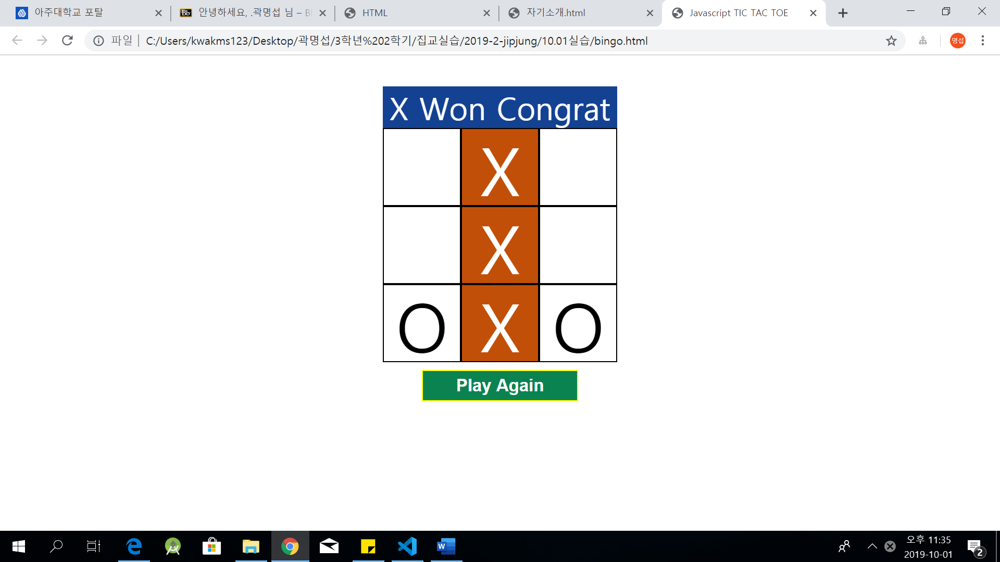 아주대학교 포탈
Bb 안녕하세요, .곽명섭 님 – Bl
HTML
자기소개.html
Javascript TIC TAC TOE
파일 C:/Users/kwakms123/Desktop/곽명섭/3학년%202학기/집교실습/2019-2-jipjung/10.01실습/bingo.html
명섭
X Won Congrat
X
X
O X O
Play Again
오후 11:35
2019-10-01
2